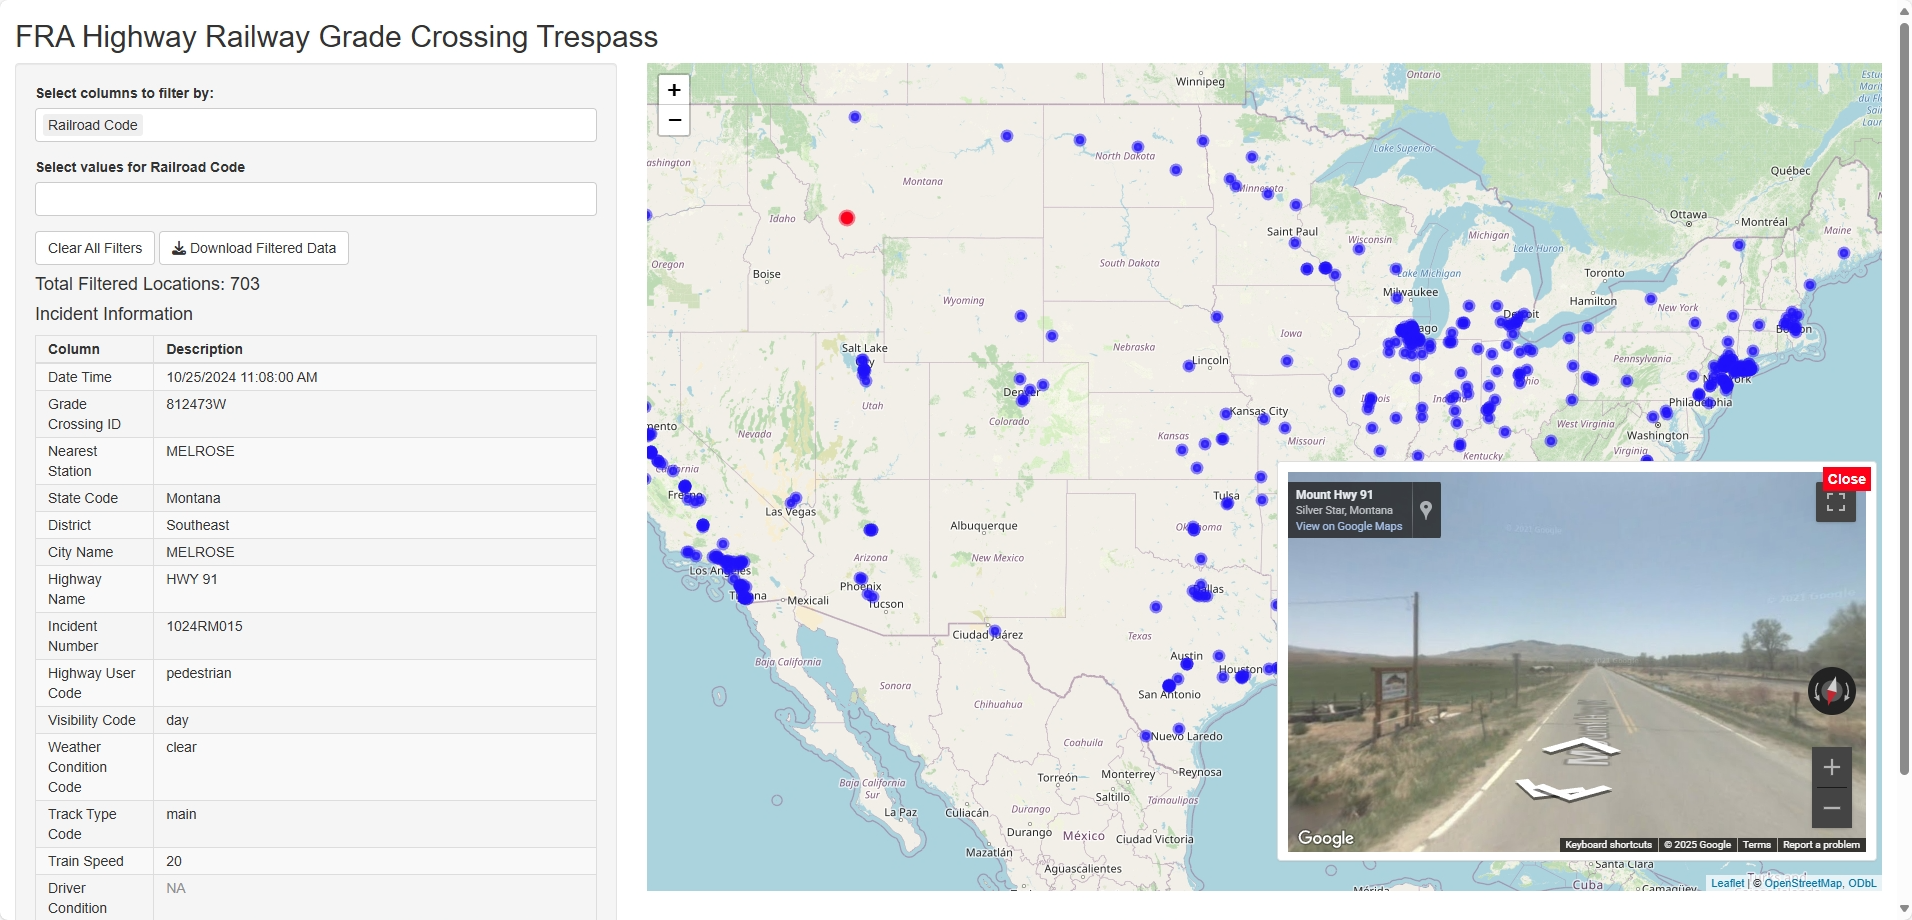 FRA Highway Railway Grade Crossing Trespass
Select columns to filter by:
Railroad Code
Select values for Railroad Code
Clear All Filters
Download Filtered Data
Total Filtered Locations: 703
Incident Information
Column Description
Date Time 10/25/2024 11:08:00 AM
Grade 812473W
Crossing ID
Nearest MELROSE
Station
State Code Montana
District Southeast
City Name MELROSE
Highway HWY 91
Name
Incident 1024RM015
Number
Highway User pedestrian
Code
Visibility Code day
Weather clear
Condition
Code
Track Type main
Code
Train Speed 20
Driver NA
Condition
+
−
Winnipeg
Ontario
ashington
North Dakota
Lake Superior
Québec
Montana
Minnesota
Idaho
Ottawa
Montréal
Maine
Saint Paul
Wisconsin
Michigan
Lake Huron
Oregon
Boise
South Dakota
Lake Michigan
Toronto
Milwaukee
Hamilton
Wyoming
New York
Detroit
Iowa
Boston
Salt Lake
Nebraska
Lincoln
Pennsylvania
Denver
Utah
Philadelphia
Kansas City
Colorado
West Virginia
mento
Nevada
Kansas
Missouri
Washington
Virginia
Kentucky
California
Fresno
Las Vegas
Tulsa
Albuquerque
Oklahoma
Arizona
New Mexico
Los Angeles
Phoenix
Dallas
Tijuana
Mexicali
Tucson
Ciudad Juárez
Texas
Baja California
Austin
Houston
Sonora
San Antonio
Chihuahua
Nuevo Laredo
Coahuila
Baja California
Sur
Torreón
Monterrey
Reynosa
Saltillo
Tamaulipas
La Paz
Culiacán
Durango
Durango
México
Ciudad Victoria
Mazatlán
Aguascalientes
Mérida
Cuba
Santa Clara
Camagüey
Close
Mount Hwy 91
Silver Star, Montana
View on Google Maps
© 2025 Google
© 2025 Google
Google
Keyboard shortcuts
© 2025 Google
Terms
Report a problem
Leaflet | © OpenStreetMap, ODbL